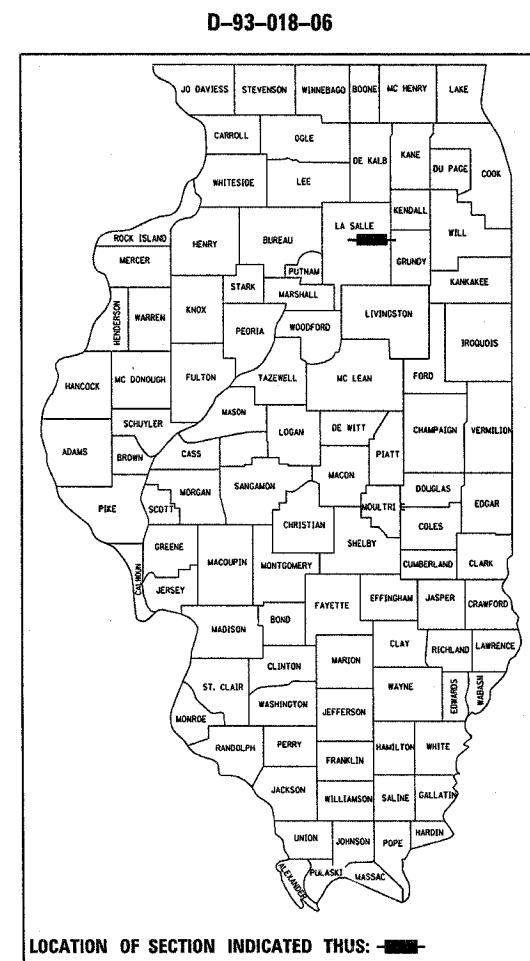 D-93-018-06
JO DAVIESS STEVENSON WINNEBAGO BOONE MC HENRY LAKE
CARROLL OGLE
DE KALB KANE
DU PAGE COOK
WHITESIDE LEE
KENDALL
LA SALLE WILL
ROCK ISLAND HENRY BUREAU
GRUNDY
MERCER PUTNAM
KANKAKEE
STARK
MARSHALL
HENDERSON WARREN KNOX
LIVINGSTON
PEORIA WOODFORD
IROQUOIS
HANCOCK MC DONOUGH FULTON TAZEWELL MC LEAN FORD
MASON
SCHUYLER LOGAN DE WITT CHAMPAIGN VERMILION
ADAMS BROWN CASS PIATT
MACON
MORGAN SANGAMON DOUGLAS
PIKE SCOTT MOULTRIE EDGAR
CHRISTIAN COLES
GREENE SHELBY
CALHOUN MACOUPIN MONTGOMERY CUMBERLAND CLARK
JERSEY
FAYETTE EFFINGHAM JASPER CRAWFORD
MADISON BOND
CLAY RICHLAND LAWRENCE
CLINTON MARION
ST. CLAIR WAYNE EDWARDS WABASH
WASHINGTON JEFFERSON
MONROE
RANDOLPH PERRY HAMILTON WHITE
FRANKLIN
JACKSON
WILLIAMSON SALINE GALLATIN
UNION JOHNSON POPE HARDIN
ALEXANDER PULASKI MASSAC
LOCATION OF SECTION INDICATED THUS: